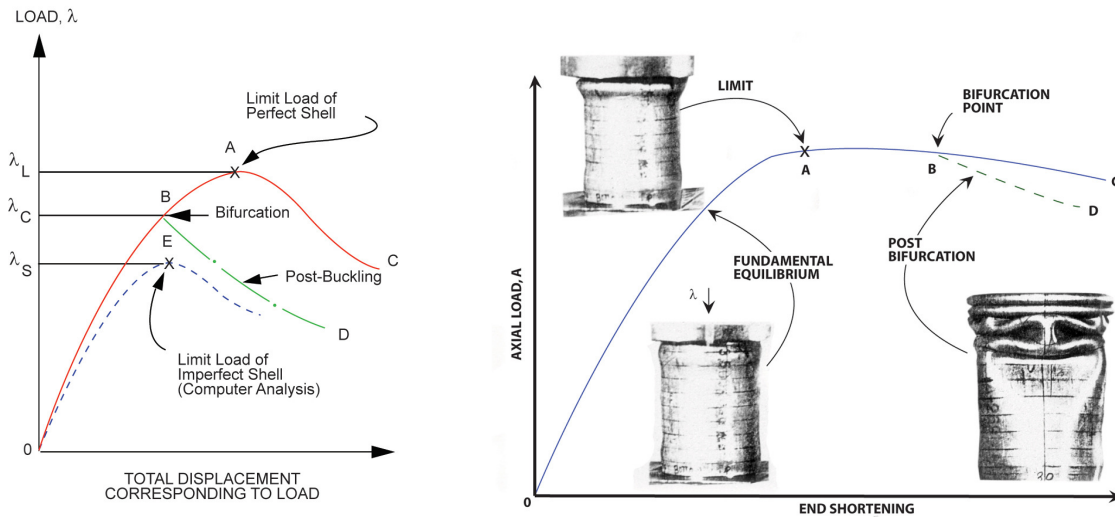 LOAD, λ
Limit Load of
Perfect Shell
A
λL
B
λC
Bifurcation
E
λS
C
Post-Buckling
D
Limit Load of
Imperfect Shell
(Computer Analysis)
0
TOTAL DISPLACEMENT
CORRESPONDING TO LOAD
AXIAL LOAD, A
LIMIT
BIFURCATION
POINT
A
B
C
D
FUNDAMENTAL
EQUILIBRIUM
POST
BIFURCATION
λ
0
END SHORTENING